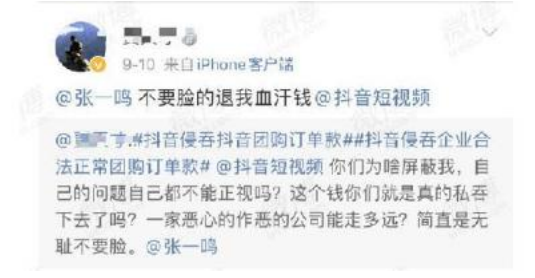 9-10 来自iPhone客户端
@张一鸣 不要脸的退我血汗钱@抖音短视频
#抖音侵吞抖音团购订单款##抖音侵吞企业合
法正常团购订单款# @抖音短视频 你们为啥屏蔽我，自
己的问题自己都不能正视吗？这个钱你们就是真的私吞
下去了吗？一家恶心的作恶的公司能走多远？简直是无
耻不要脸。@张一鸣